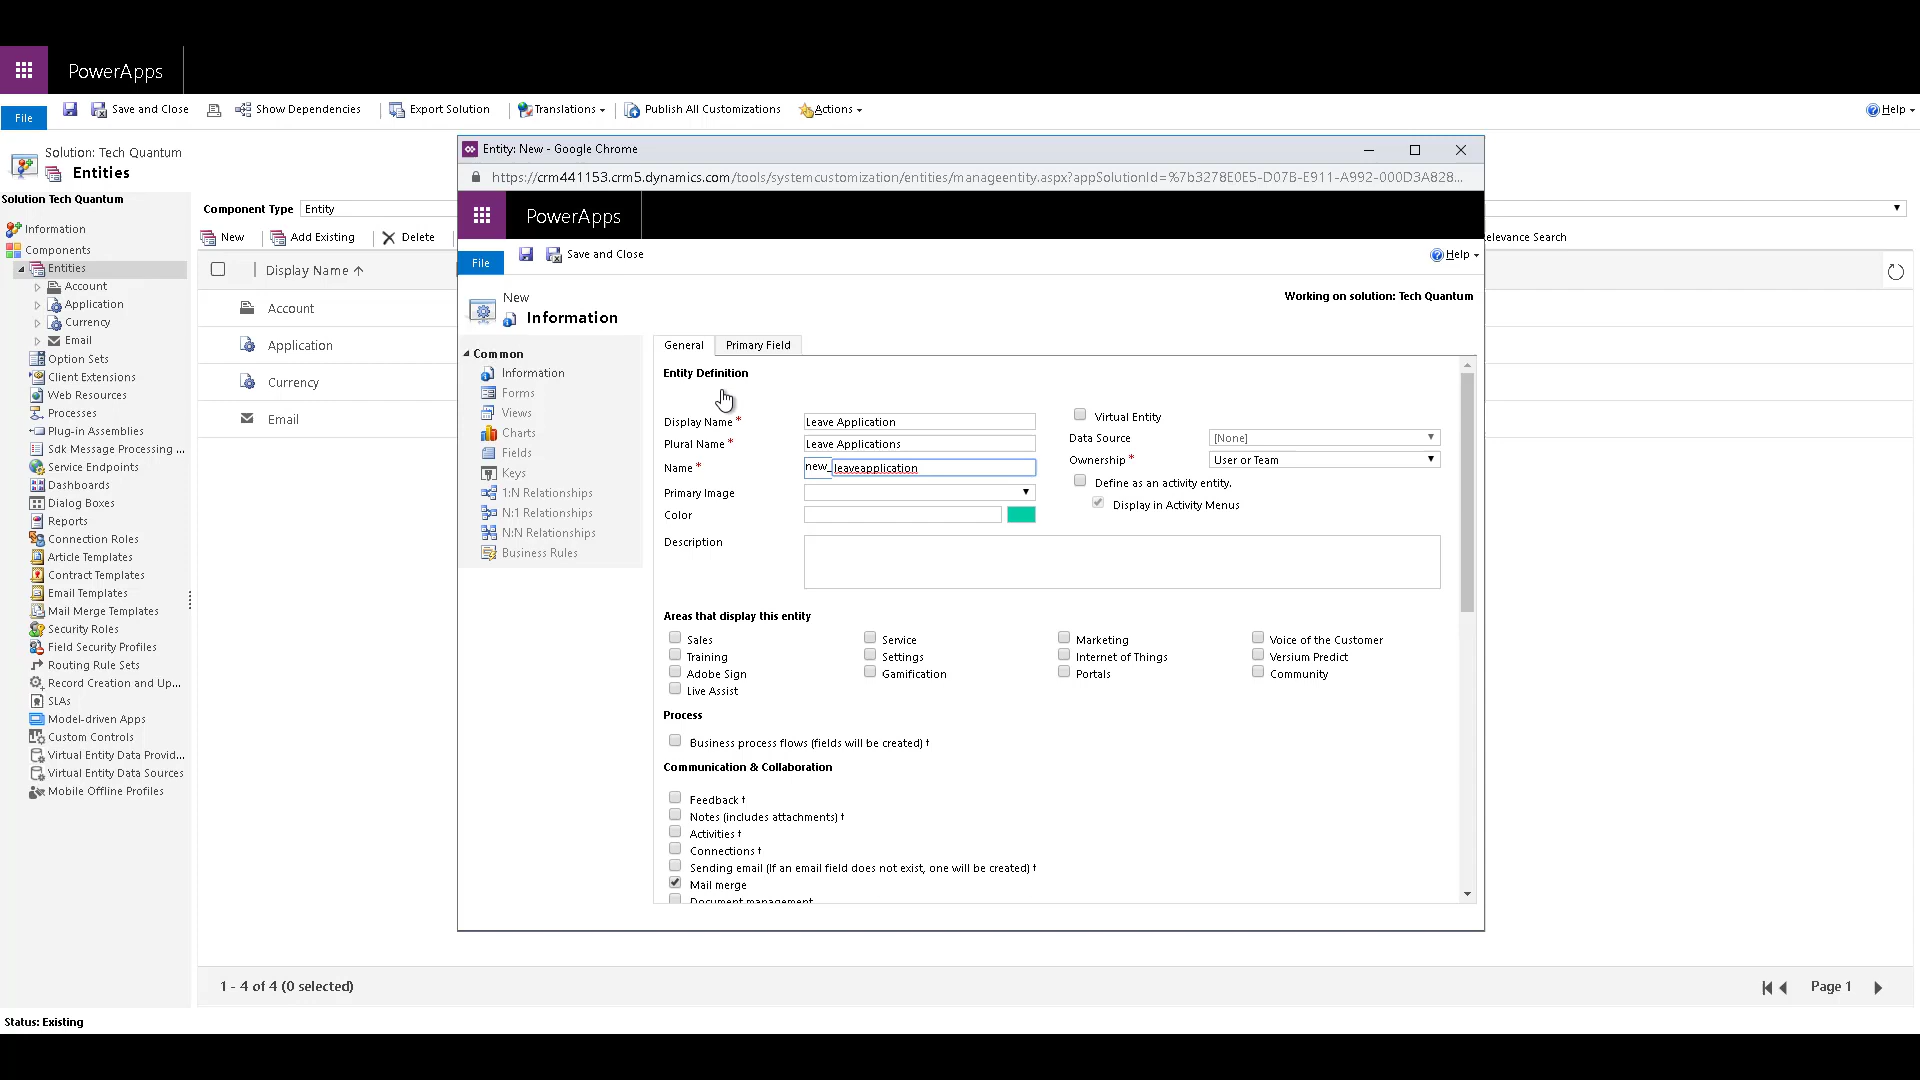 PowerApps
File
Save and Close
Show Dependencies
Export Solution
Translations
Publish All Customizations
Actions
Help
Solution: Tech Quantum
Entities
Solution Tech Quantum
Information
Components
Entities
Account
Application
Currency
Email
Option Sets
Client Extensions
Web Resources
Processes
Plug-in Assemblies
Sdk Message Processing ...
Service Endpoints
Dashboards
Dialog Boxes
Reports
Connection Roles
Article Templates
Contract Templates
Email Templates
Mail Merge Templates
Security Roles
Field Security Profiles
Routing Rule Sets
Record Creation and Up...
SLAs
Model-driven Apps
Custom Controls
Virtual Entity Data Provid...
Virtual Entity Data Sources
Mobile Offline Profiles
Status: Existing
Component Type Entity
New
Add Existing
Delete
Display Name ↑
Account
Application
Currency
Email
1 - 4 of 4 (0 selected)
Page 1
Entity: New - Google Chrome
https://crm441153.crm5.dynamics.com/tools/systemcustomization/entities/manageentity.aspx?appSolutionId=%7b3278E0E5-D07B-E911-A992-000D3A828...
PowerApps
File
Save and Close
Help
New
Information
Working on solution: Tech Quantum
Common
Information
Forms
Views
Charts
Fields
Keys
1:N Relationships
N:1 Relationships
N:N Relationships
Business Rules
General
Primary Field
Entity Definition
Display Name * Leave Application
Plural Name * Leave Applications
Name * new_ leaveapplication
Primary Image
Color
Description
Virtual Entity
Data Source [None]
Ownership * User or Team
Define as an activity entity.
Display in Activity Menus
Areas that display this entity
Sales Service Marketing Voice of the Customer
Training Settings Internet of Things Versium Predict
Adobe Sign Gamification Portals Community
Live Assist
Process
Business process flows (fields will be created) †
Communication & Collaboration
Feedback †
Notes (includes attachments) †
Activities †
Connections †
Sending email (If an email field does not exist, one will be created) †
Mail merge
Document management
elevance Search